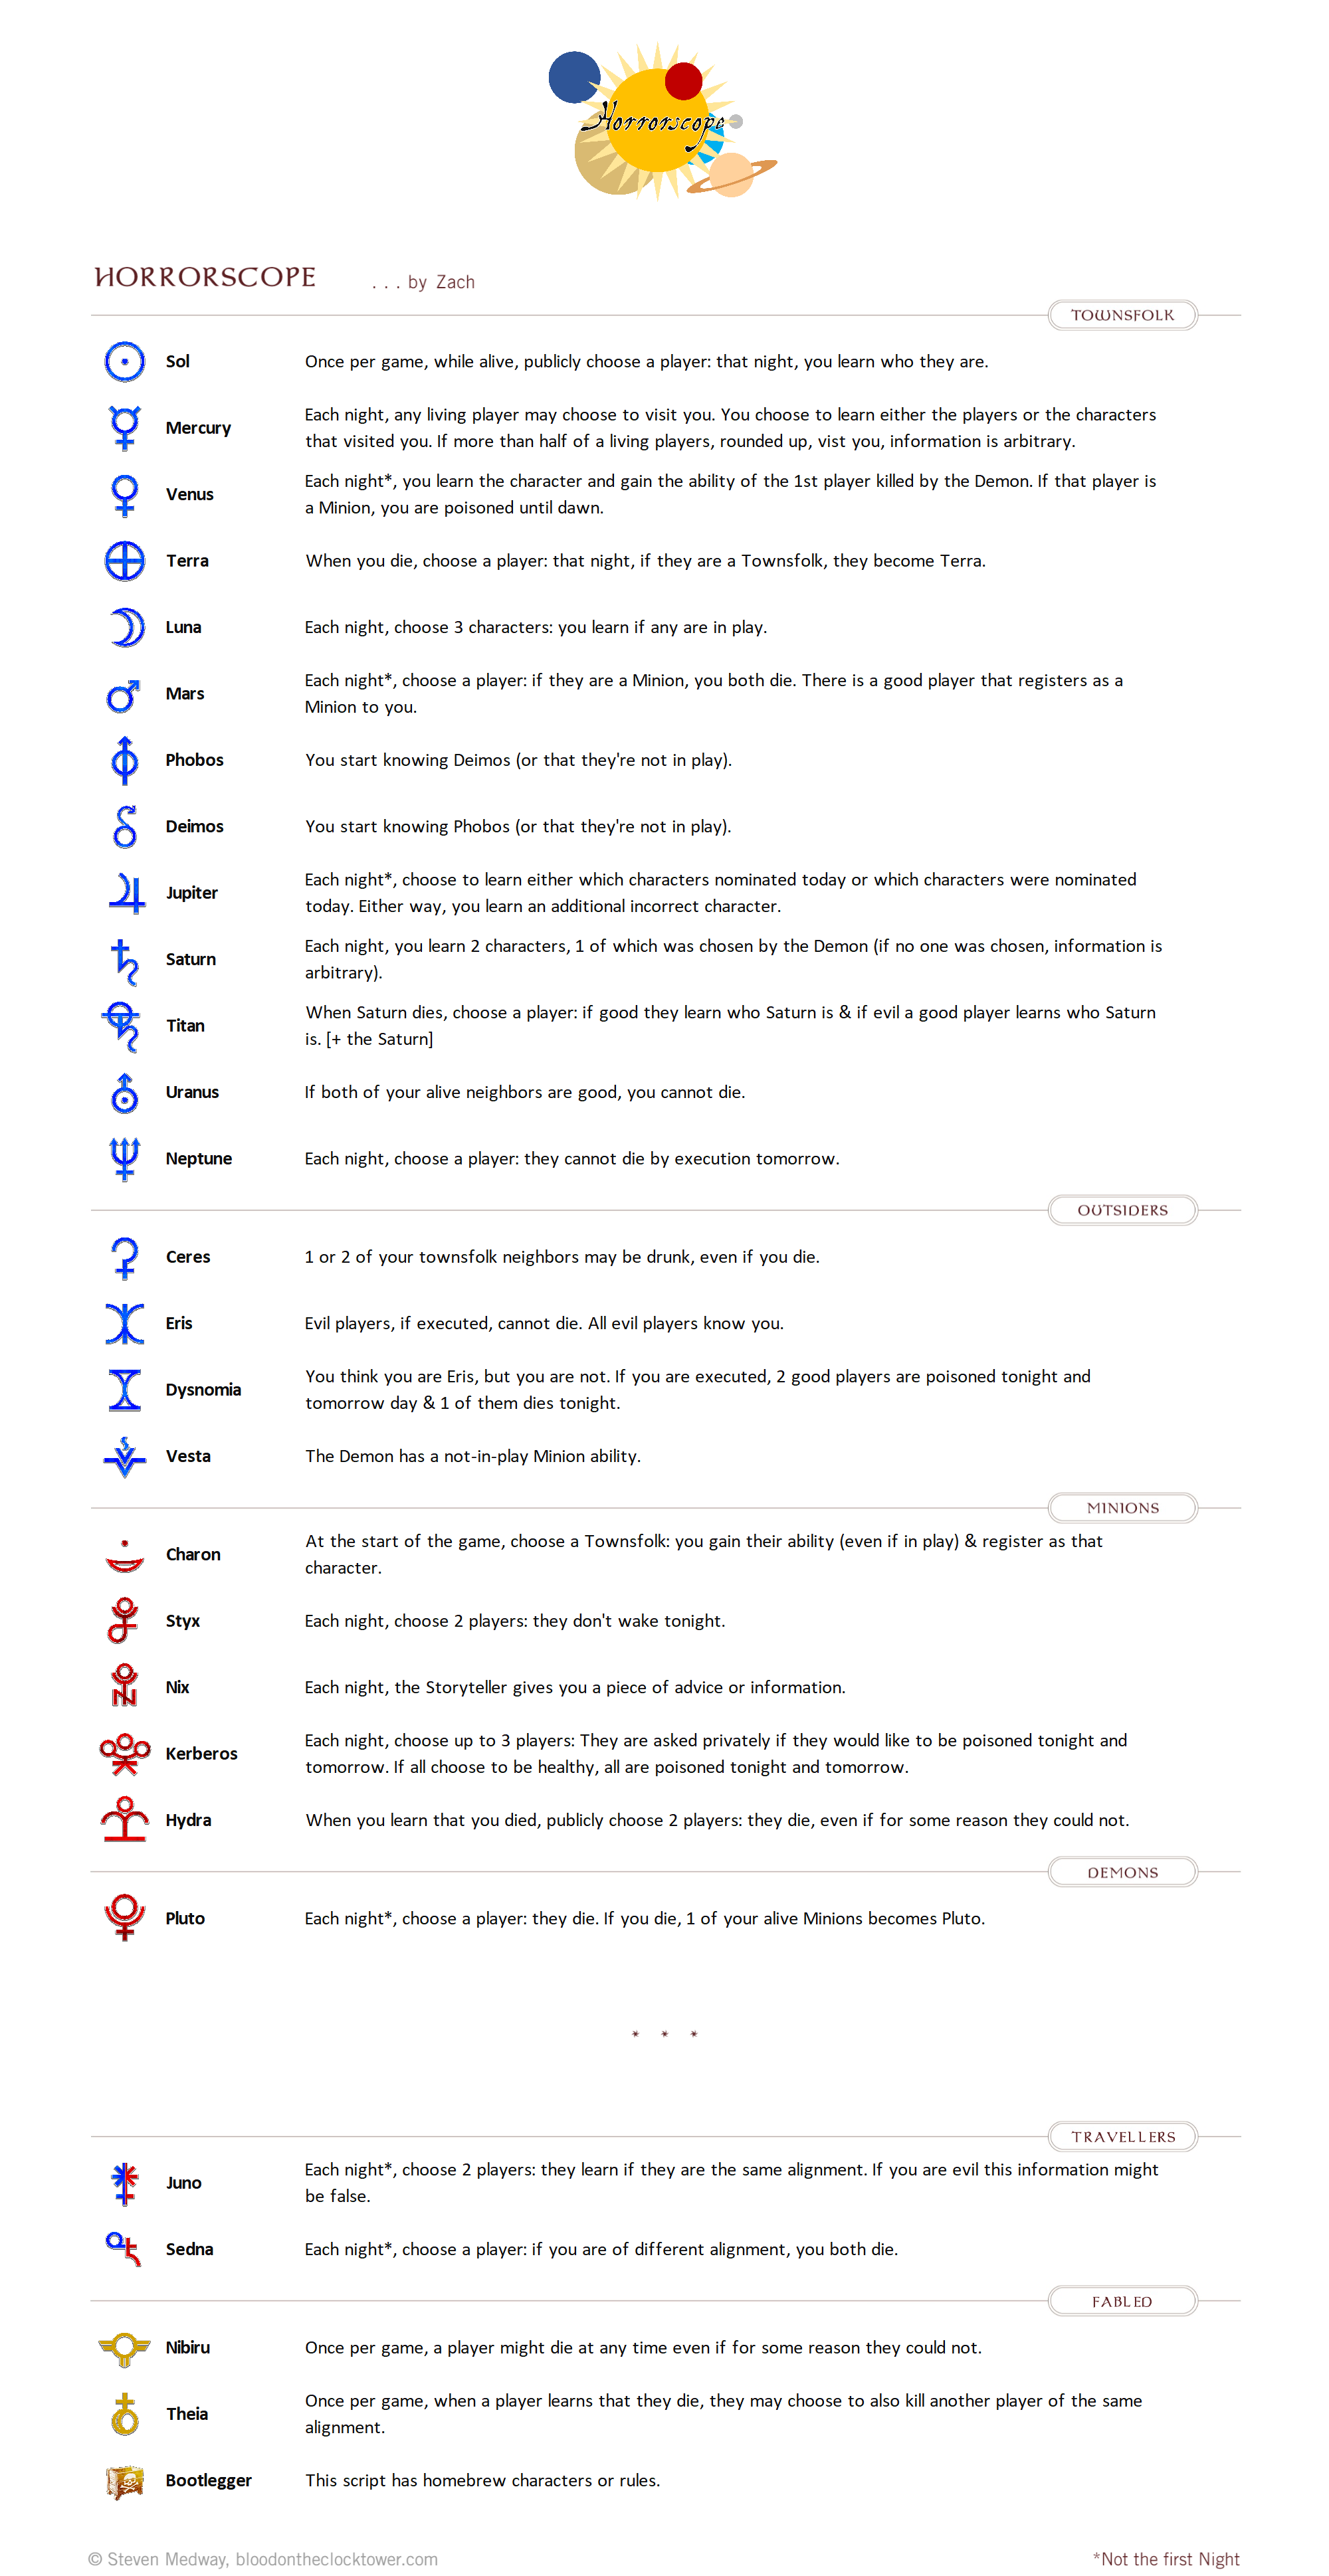 Horrorscope
HORRORSCOPE ... by Zach
TOWNSFOLK
Sol Once per game, while alive, publicly choose a player: that night, you learn who they are.
Mercury Each night, any living player may choose to visit you. You choose to learn either the players or the characters
that visited you. If more than half of a living players, rounded up, vist you, information is arbitrary.
Venus Each night*, you learn the character and gain the ability of the 1st player killed by the Demon. If that player is
a Minion, you are poisoned until dawn.
Terra When you die, choose a player: that night, if they are a Townsfolk, they become Terra.
Luna Each night, choose 3 characters: you learn if any are in play.
Mars Each night*, choose a player: if they are a Minion, you both die. There is a good player that registers as a
Minion to you.
Phobos You start knowing Deimos (or that they're not in play).
Deimos You start knowing Phobos (or that they're not in play).
Jupiter Each night*, choose to learn either which characters nominated today or which characters were nominated
today. Either way, you learn an additional incorrect character.
Saturn Each night, you learn 2 characters, 1 of which was chosen by the Demon (if no one was chosen, information is
arbitrary).
Titan When Saturn dies, choose a player: if good they learn who Saturn is & if evil a good player learns who Saturn
is. [+ the Saturn]
Uranus If both of your alive neighbors are good, you cannot die.
Neptune Each night, choose a player: they cannot die by execution tomorrow.
OUTSIDERS
Ceres 1 or 2 of your townsfolk neighbors may be drunk, even if you die.
Eris Evil players, if executed, cannot die. All evil players know you.
Dysnomia You think you are Eris, but you are not. If you are executed, 2 good players are poisoned tonight and
tomorrow day & 1 of them dies tonight.
Vesta The Demon has a not-in-play Minion ability.
MINIONS
Charon At the start of the game, choose a Townsfolk: you gain their ability (even if in play) & register as that
character.
Styx Each night, choose 2 players: they don't wake tonight.
Nix Each night, the Storyteller gives you a piece of advice or information.
Kerberos Each night, choose up to 3 players: They are asked privately if they would like to be poisoned tonight and
tomorrow. If all choose to be healthy, all are poisoned tonight and tomorrow.
Hydra When you learn that you died, publicly choose 2 players: they die, even if for some reason they could not.
DEMONS
Pluto Each night*, choose a player: they die. If you die, 1 of your alive Minions becomes Pluto.
* * *
TRAVELLERS
Juno Each night*, choose 2 players: they learn if they are the same alignment. If you are evil this information might
be false.
Sedna Each night*, choose a player: if you are of different alignment, you both die.
FABLED
Nibiru Once per game, a player might die at any time even if for some reason they could not.
Theia Once per game, when a player learns that they die, they may choose to also kill another player of the same
alignment.
Bootlegger This script has homebrew characters or rules.
© Steven Medway, bloodontheclocktower.com *Not the first Night